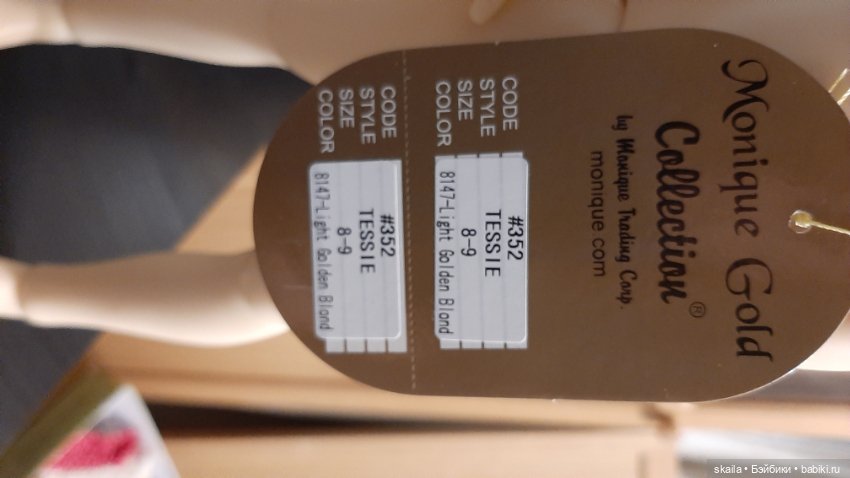 Monique Gold
Collection®
by Monique Trading Corp.
monique.com
CODE #352
STYLE TESSIE
SIZE 8-9
COLOR 8147-Light Golden Blond
CODE #352
STYLE TESSIE
SIZE 8-9
COLOR 8147-Light Golden Blond
skaila • Бэйбики • babiki.ru